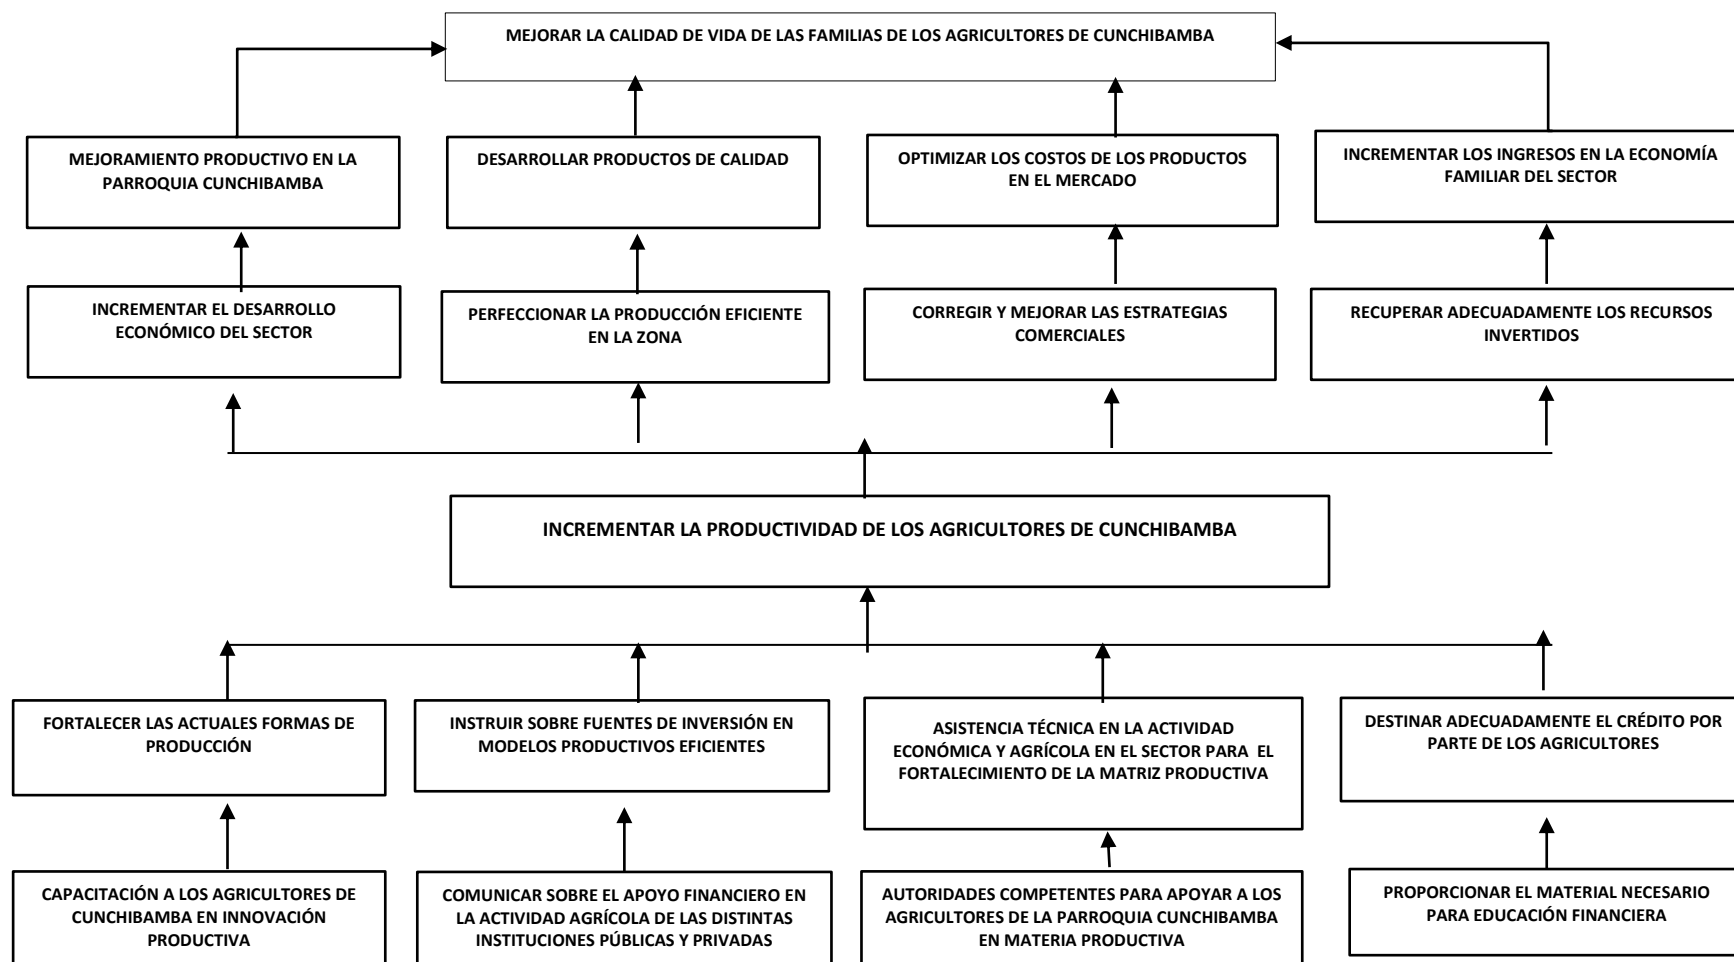 MEJORAR LA CALIDAD DE VIDA DE LAS FAMILIAS DE LOS AGRICULTORES DE CUNCHIBAMBA
MEJORAMIENTO PRODUCTIVO EN LA
PARROQUIA CUNCHIBAMBA
DESARROLLAR PRODUCTOS DE CALIDAD
OPTIMIZAR LOS COSTOS DE LOS PRODUCTOS
EN EL MERCADO
INCREMENTAR LOS INGRESOS EN LA ECONOMÍA
FAMILIAR DEL SECTOR
INCREMENTAR EL DESARROLLO
ECONÓMICO DEL SECTOR
PERFECCIONAR LA PRODUCCIÓN EFICIENTE
EN LA ZONA
CORREGIR Y MEJORAR LAS ESTRATEGIAS
COMERCIALES
RECUPERAR ADECUADAMENTE LOS RECURSOS
INVERTIDOS
INCREMENTAR LA PRODUCTIVIDAD DE LOS AGRICULTORES DE CUNCHIBAMBA
FORTALECER LAS ACTUALES FORMAS DE
PRODUCCIÓN
INSTRUIR SOBRE FUENTES DE INVERSIÓN EN
MODELOS PRODUCTIVOS EFICIENTES
ASISTENCIA TÉCNICA EN LA ACTIVIDAD
ECONÓMICA Y AGRÍCOLA EN EL SECTOR PARA EL
FORTALECIMIENTO DE LA MATRIZ PRODUCTIVA
DESTINAR ADECUADAMENTE EL CRÉDITO POR
PARTE DE LOS AGRICULTORES
CAPACITACIÓN A LOS AGRICULTORES DE
CUNCHIBAMBA EN INNOVACIÓN
PRODUCTIVA
COMUNICAR SOBRE EL APOYO FINANCIERO EN
LA ACTIVIDAD AGRÍCOLA DE LAS DISTINTAS
INSTITUCIONES PÚBLICAS Y PRIVADAS
AUTORIDADES COMPETENTES PARA APOYAR A LOS
AGRICULTORES DE LA PARROQUIA CUNCHIBAMBA
EN MATERIA PRODUCTIVA
PROPORCIONAR EL MATERIAL NECESARIO
PARA EDUCACIÓN FINANCIERA